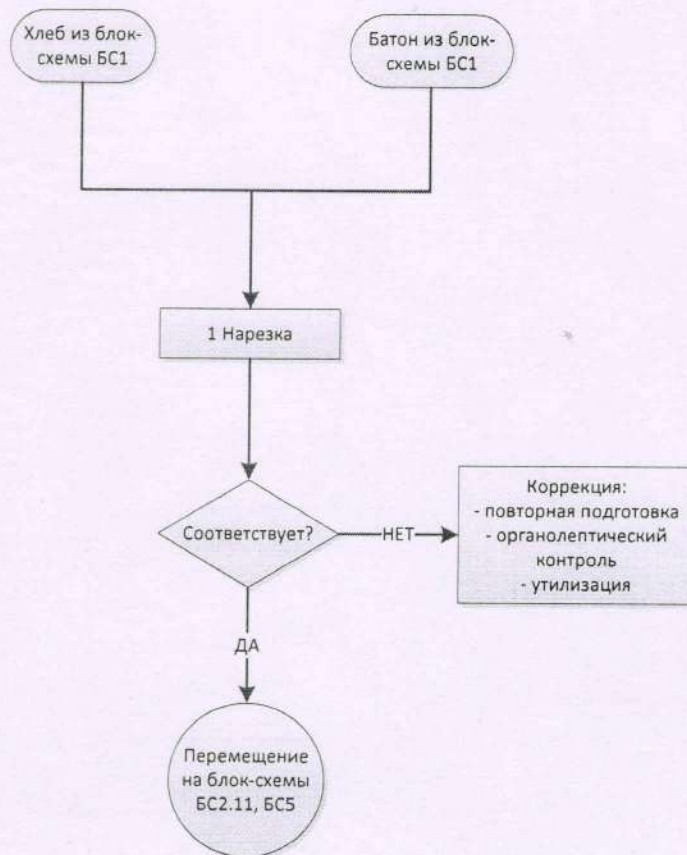 Хлеб из блок-
схемы БС1
Батон из блок-
схемы БС1
1 Нарезка
Соответствует?
НЕТ
Коррекция:
- повторная подготовка
- органолептический
контроль
- утилизация
ДА
Перемещение
на блок-схемы
БС2.11, БС5